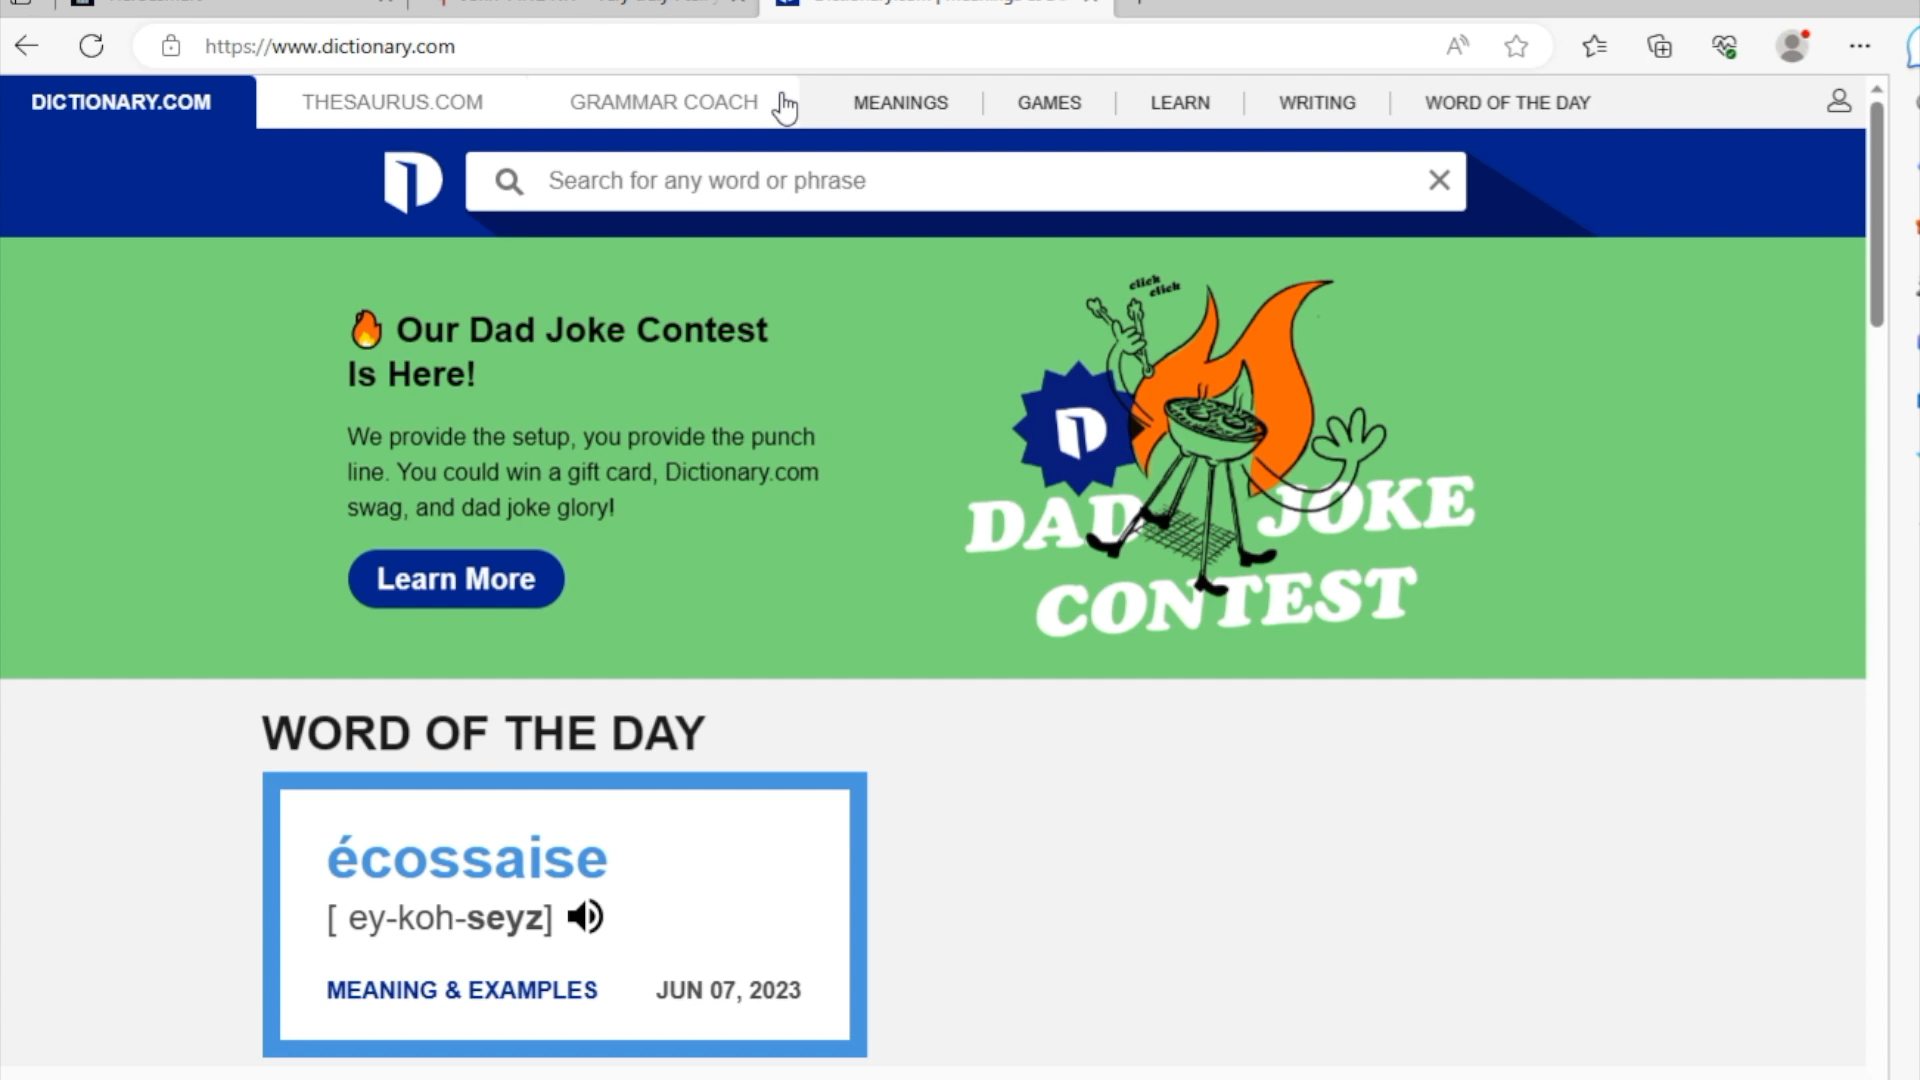 https://www.dictionary.com
DICTIONARY.COM
THESAURUS.COM
GRAMMAR COACH
MEANINGS
GAMES
LEARN
WRITING
WORD OF THE DAY
Search for any word or phrase
Our Dad Joke Contest
Is Here!
We provide the setup, you provide the punch
line. You could win a gift card, Dictionary.com
swag, and dad joke glory!
Learn More
click
click
DAD JOKE
CONTEST
WORD OF THE DAY
écossaise
[ ey-koh-seyz]
MEANING & EXAMPLES
JUN 07, 2023